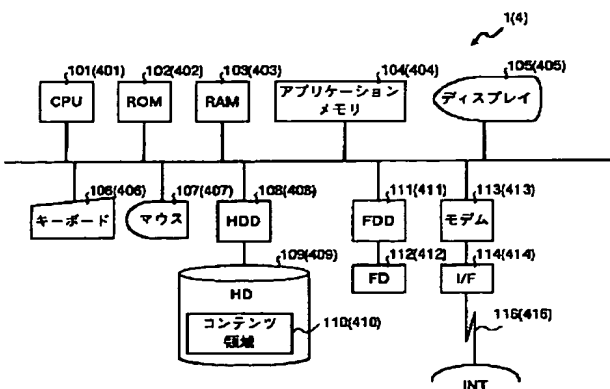 1(4)
101(401)
102(402)
103(403)
104(404)
105(405)
CPU
ROM
RAM
アプリケーション
メモリ
ディスプレイ
106(406)
107(407)
108(408)
111(411)
113(413)
キーボード
マウス
HDD
FDD
モデム
109(409)
112(412)
114(414)
HD
FD
I/F
コンテンツ
領域
110(410)
116(416)
INT